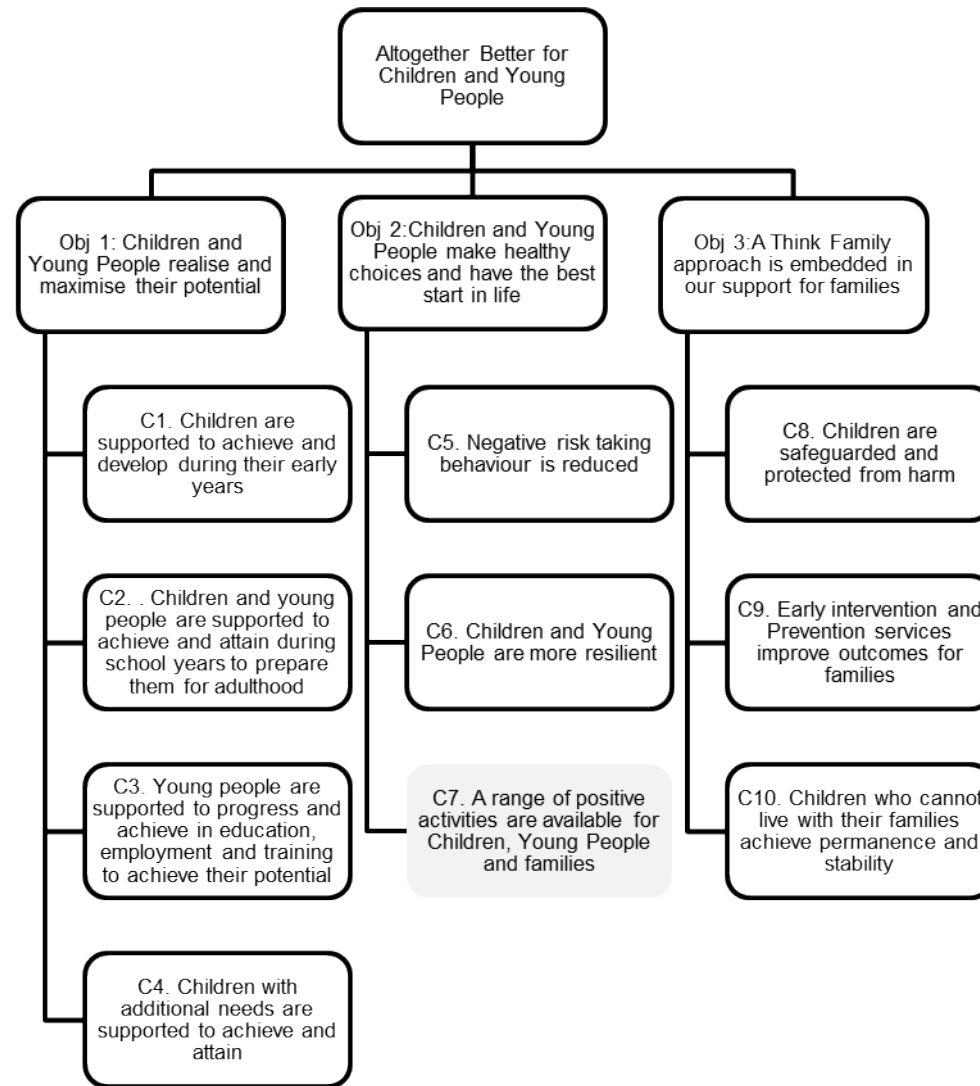 Altogether Better for
Children and Young
People
Obj 1: Children and
Young People realise and
maximise their potential
Obj 2:Children and Young
People make healthy
choices and have the best
start in life
Obj 3:A Think Family
approach is embedded in
our support for families
C1. Children are
supported to achieve and
develop during their early
years
C2. . Children and young
people are supported to
achieve and attain during
school years to prepare
them for adulthood
C3. Young people are
supported to progress and
achieve in education,
employment and training
to achieve their potential
C4. Children with
additional needs are
supported to achieve and
attain
C5. Negative risk taking
behaviour is reduced
C6. Children and Young
People are more resilient
C7. A range of positive
activities are available for
Children, Young People
and families
C8. Children are
safeguarded and
protected from harm
C9. Early intervention and
Prevention services
improve outcomes for
families
C10. Children who cannot
live with their families
achieve permanence and
stability